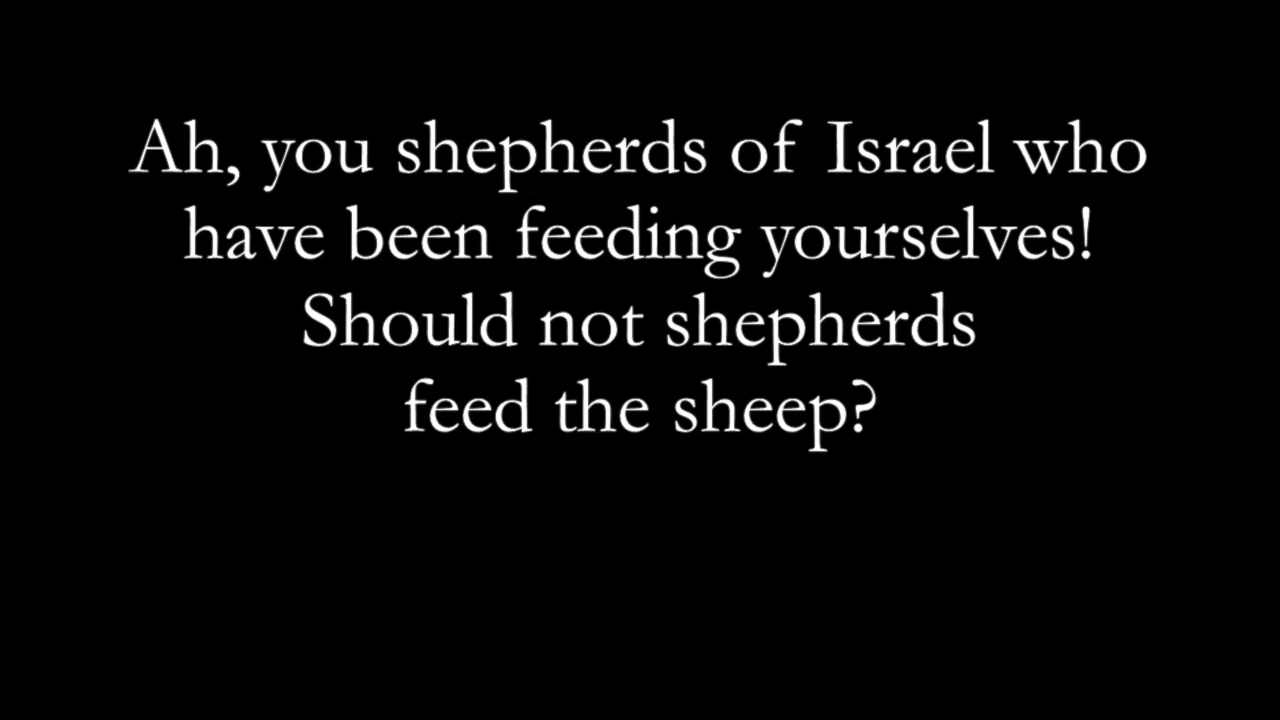 Ah, you shepherds of Israel who
have been feeding yourselves!
Should not shepherds
feed the sheep?